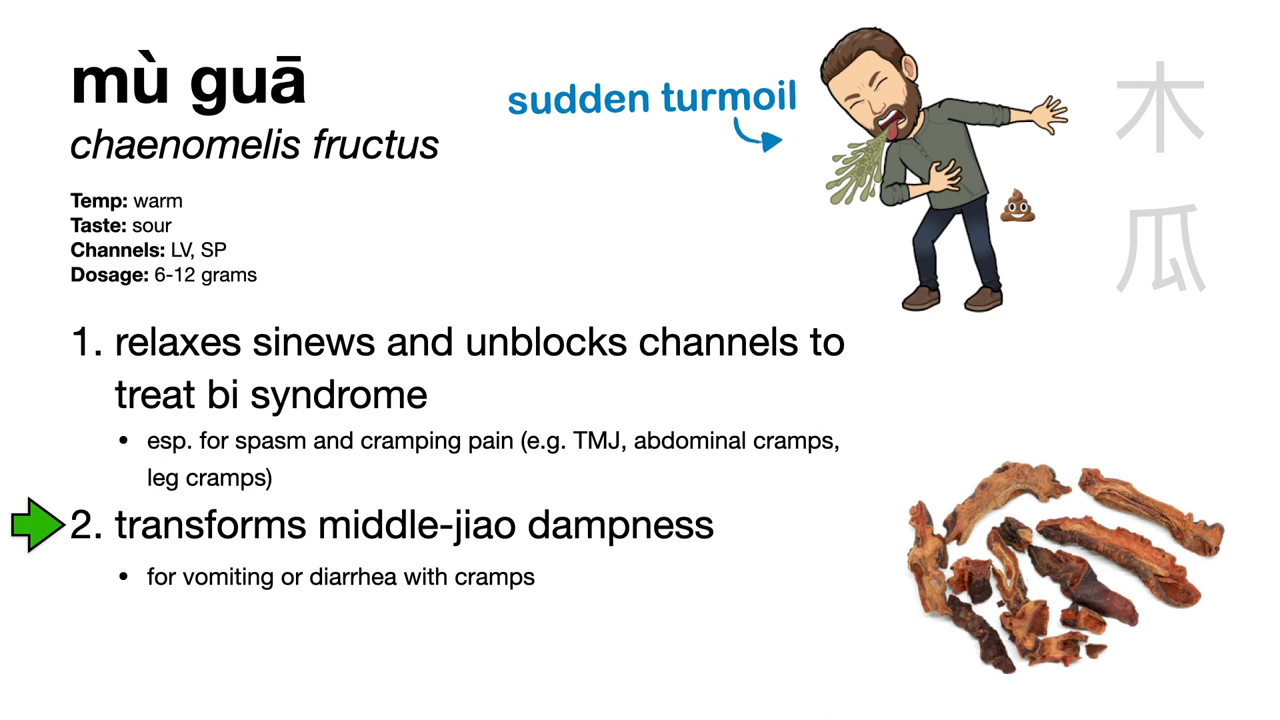 mù guā
chaenomelis fructus
Temp: warm
Taste: sour
Channels: LV, SP
Dosage: 6-12 grams
sudden turmoil
木
瓜
1. relaxes sinews and unblocks channels to
treat bi syndrome
• esp. for spasm and cramping pain (e.g. TMJ, abdominal cramps,
leg cramps)
2. transforms middle-jiao dampness
• for vomiting or diarrhea with cramps